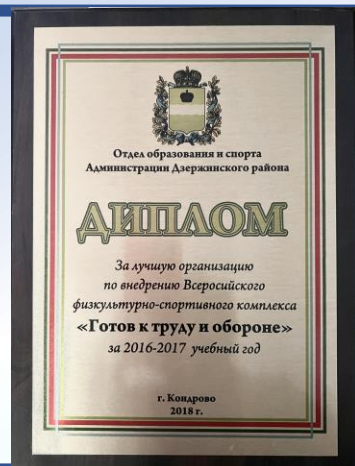 Отдел образования и спорта
Администрации Дзержинского района
ДИПЛОМ
За лучшую организацию
по внедрению Всеросийского
физкультурно-спортивного комплекса
«Готов к труду и обороне»
за 2016-2017 учебный год
г. Кондрово
2018 г.